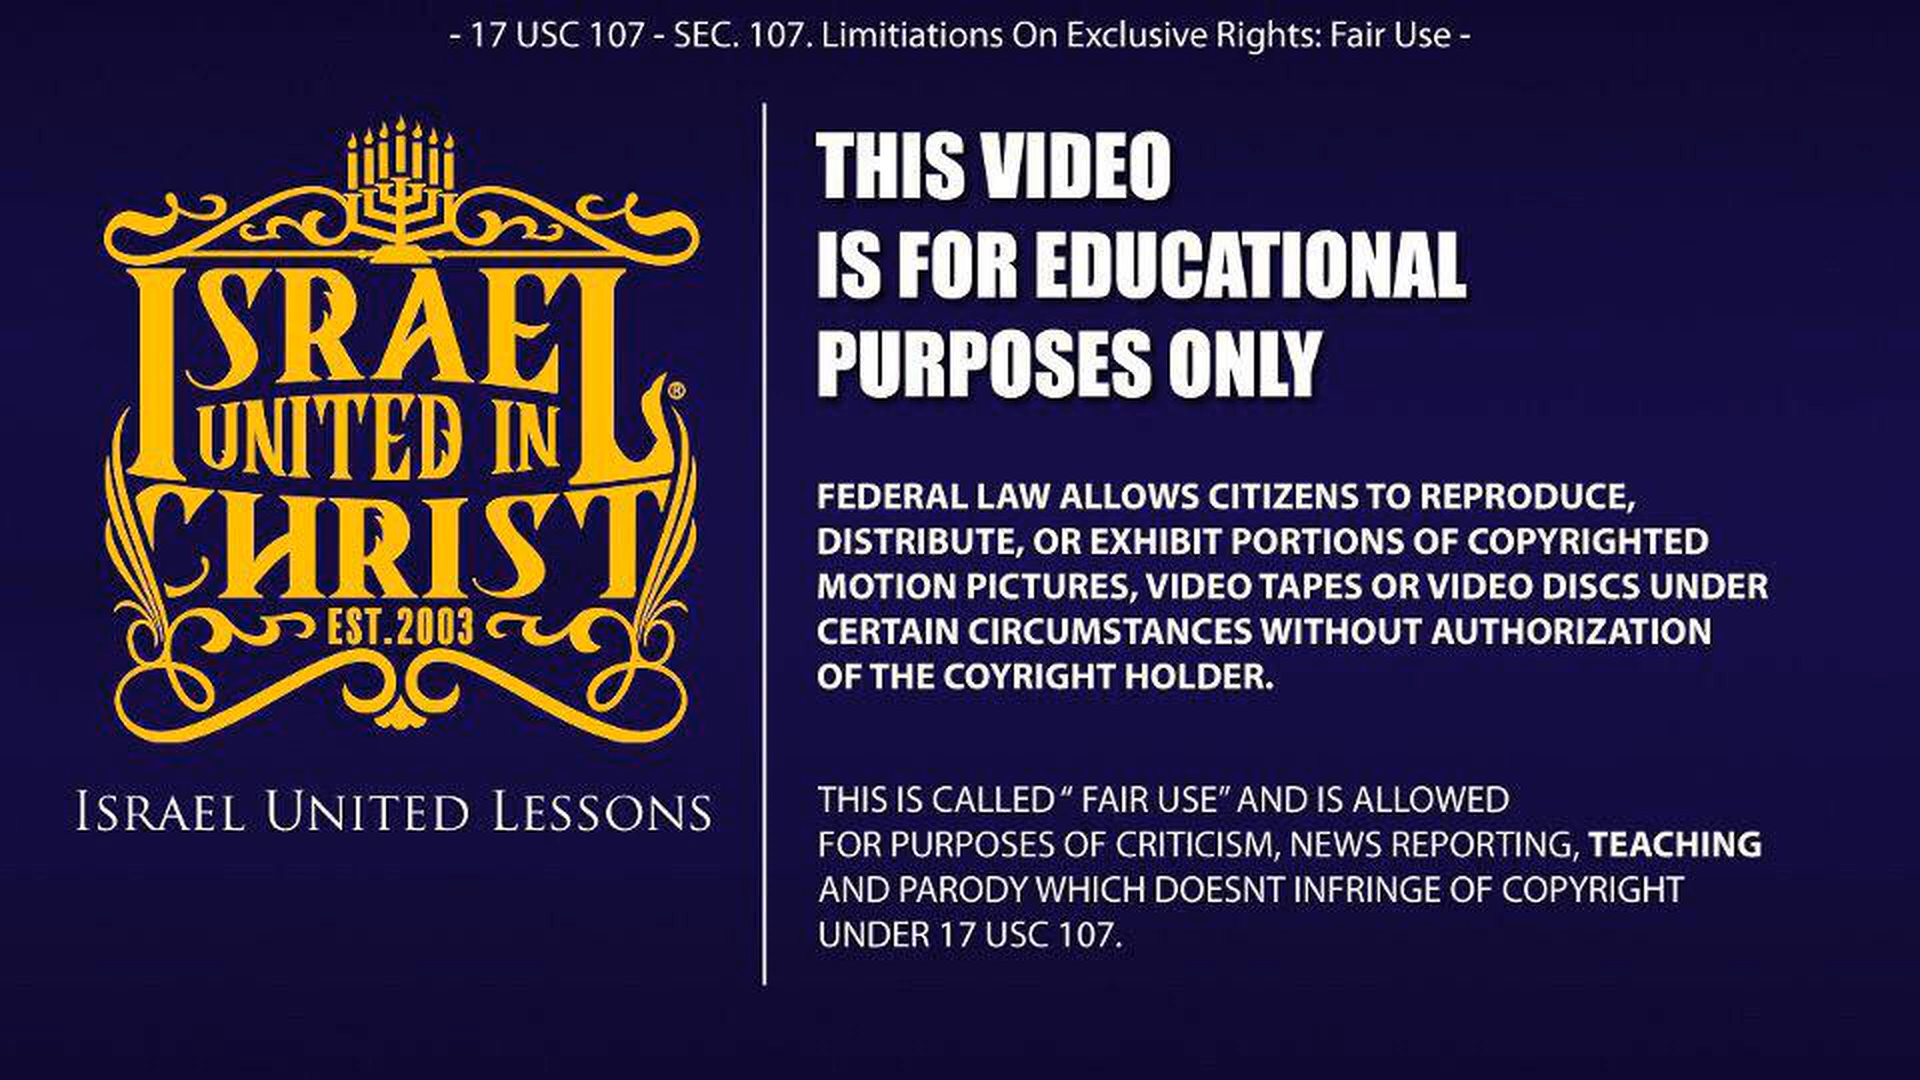 - 17 USC 107 - SEC. 107. Limitiations On Exclusive Rights: Fair Use -
ISRAEL
UNITED IN
CHRIST
®
EST.2003
ISRAEL UNITED LESSONS
THIS VIDEO
IS FOR EDUCATIONAL
PURPOSES ONLY
FEDERAL LAW ALLOWS CITIZENS TO REPRODUCE,
DISTRIBUTE, OR EXHIBIT PORTIONS OF COPYRIGHTED
MOTION PICTURES, VIDEO TAPES OR VIDEO DISCS UNDER
CERTAIN CIRCUMSTANCES WITHOUT AUTHORIZATION
OF THE COYRIGHT HOLDER.
THIS IS CALLED “ FAIR USE” AND IS ALLOWED
FOR PURPOSES OF CRITICISM, NEWS REPORTING, TEACHING
AND PARODY WHICH DOESNT INFRINGE OF COPYRIGHT
UNDER 17 USC 107.